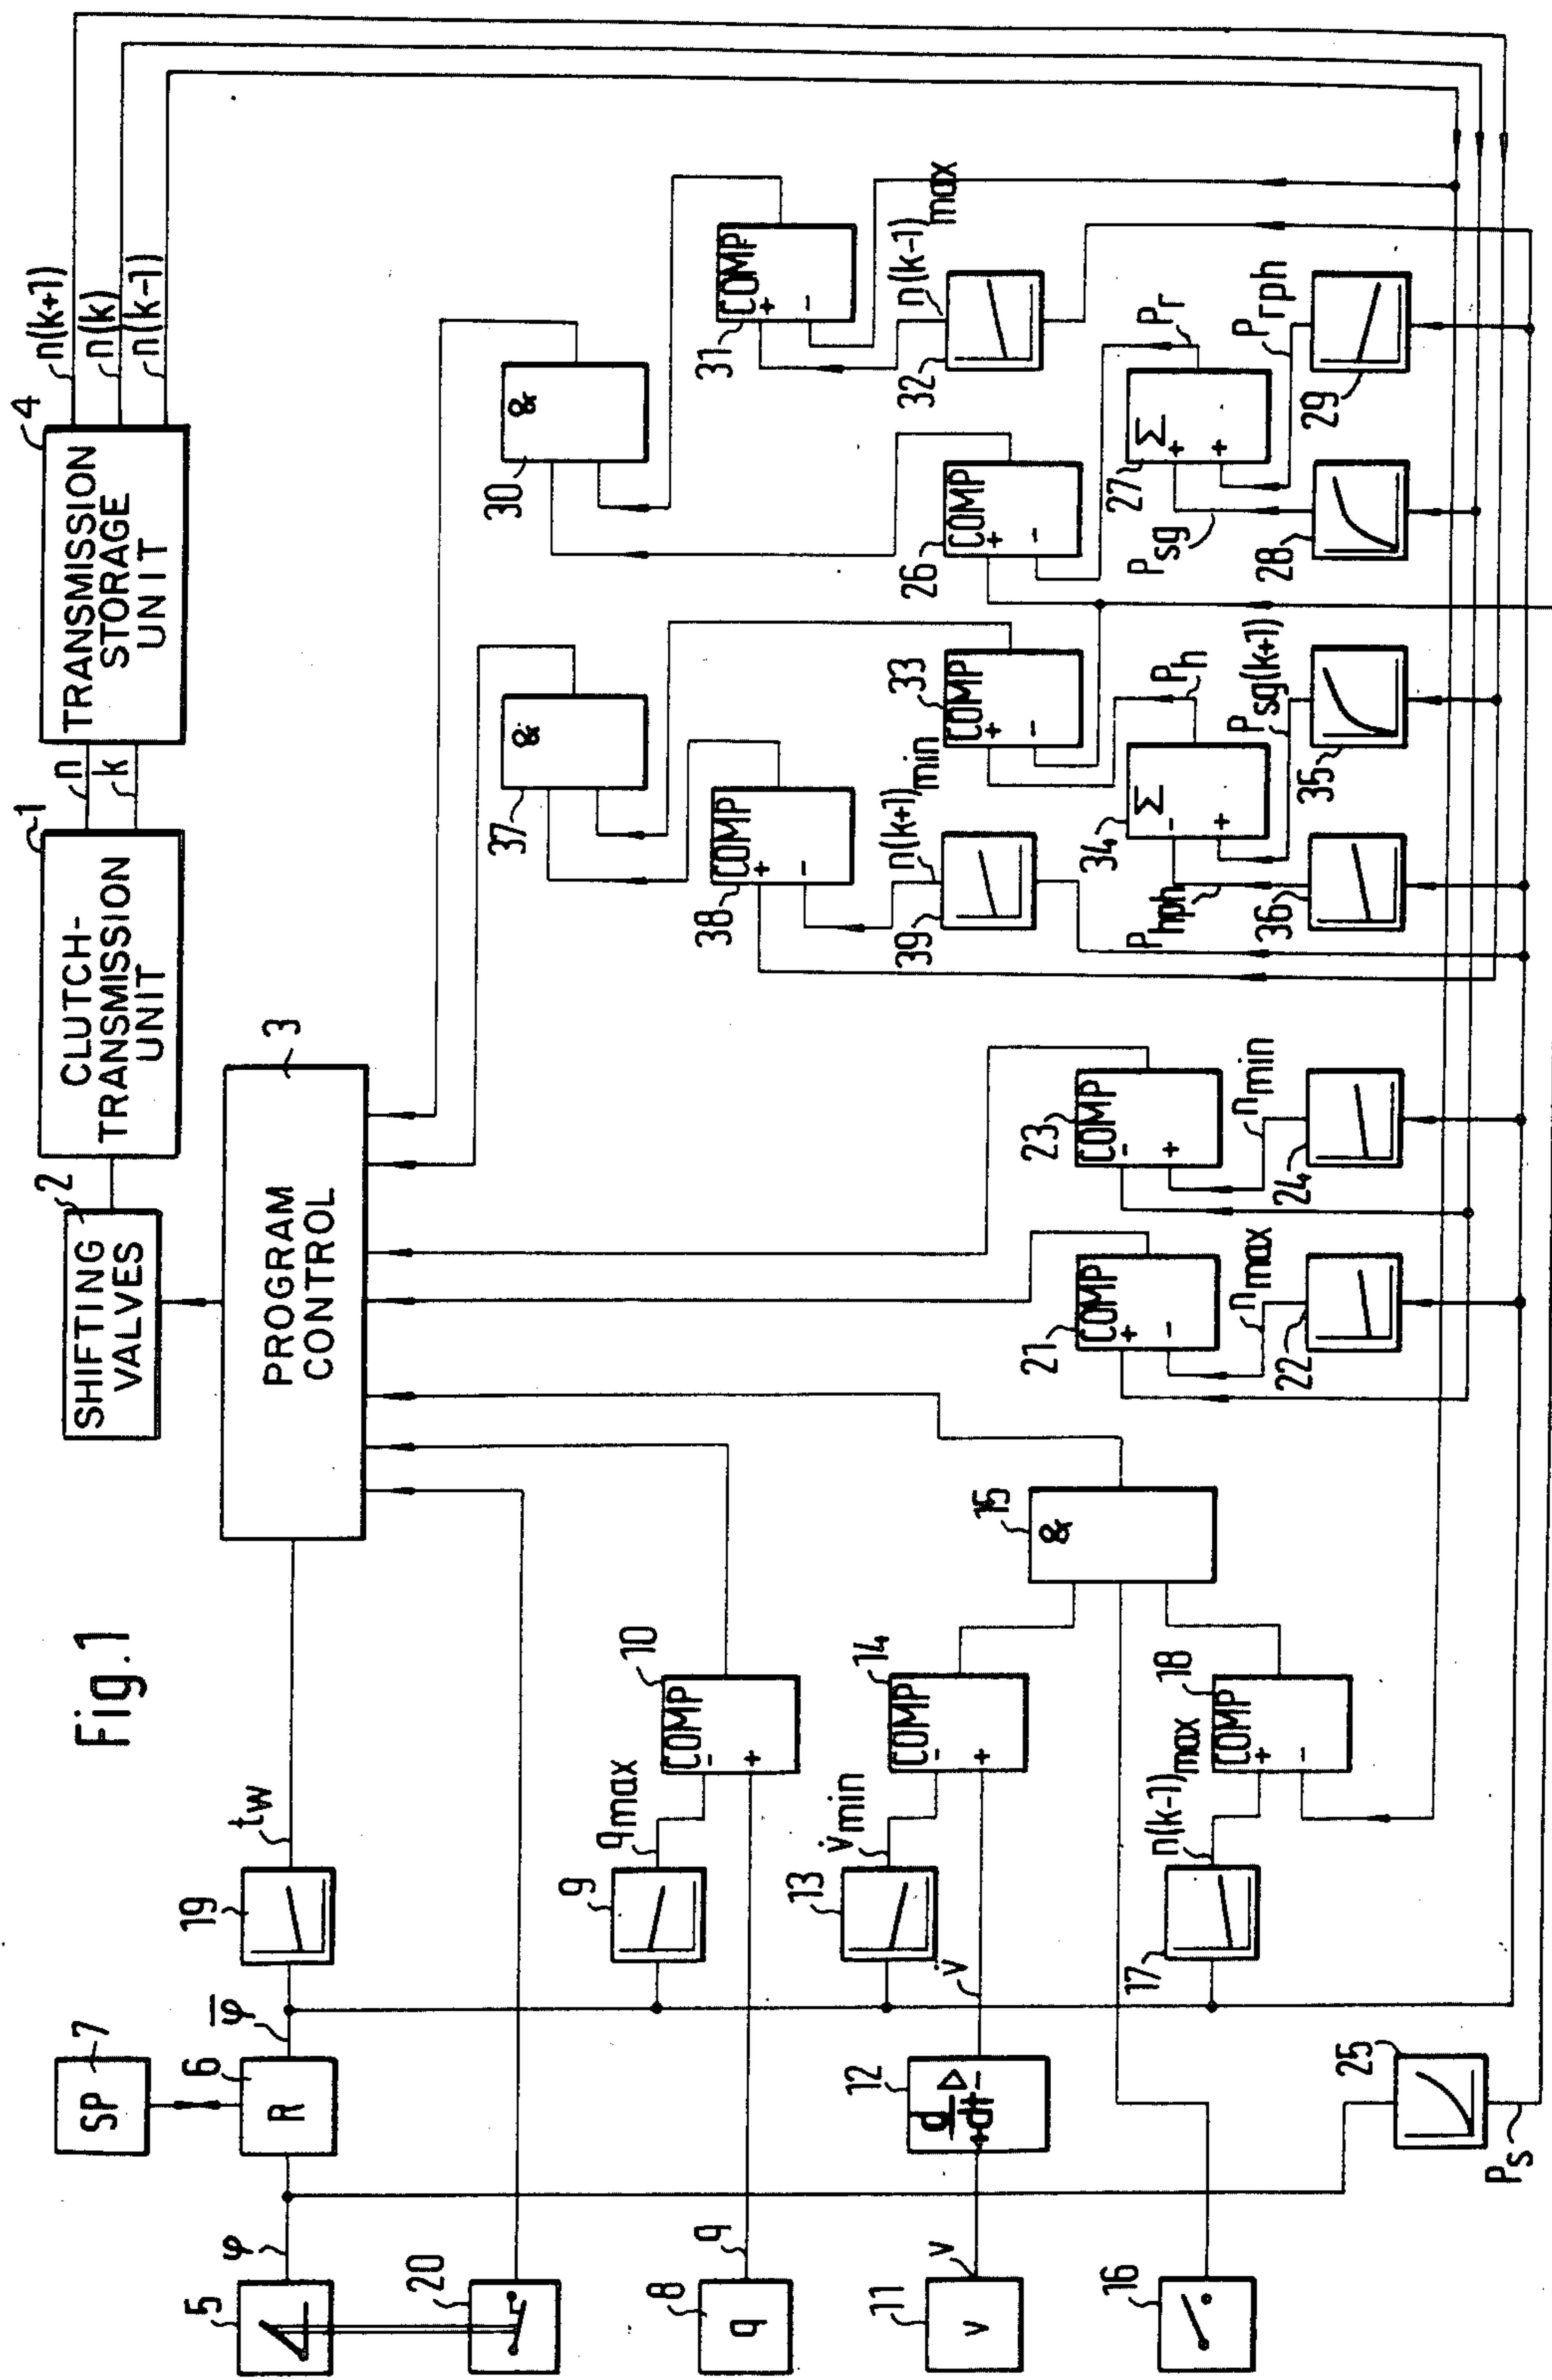 Fig.1
SHIFTING
VALVES
2
CLUTCH-
TRANSMISSION
UNIT
1
n
k
TRANSMISSION
STORAGE
UNIT
4
n(k+1)
n(k)
n(k-1)
PROGRAM
CONTROL
3
SP
7
5
φ
R
6
φ̅
19
tw
20
8
q
q
9
qmax
COMP
-
+
10
11
v
v
12
d
dt
+
-
v̇
13
v̇min
COMP
-
+
14
&
15
16
17
n(k-1)max
COMP
+
-
18
COMP
+
-
21
nmax
22
COMP
-
+
23
nmin
24
25
Ps
&
37
&
30
COMP
+
-
38
n(k+1)min
39
COMP
+
-
33
Ph
Σ
-
+
34
Phph
36
Psg(k+1)
35
COMP
+
-
31
n(k-1)max
32
COMP
+
-
26
Pr
Σ
+
+
27
Psg
28
Prph
29